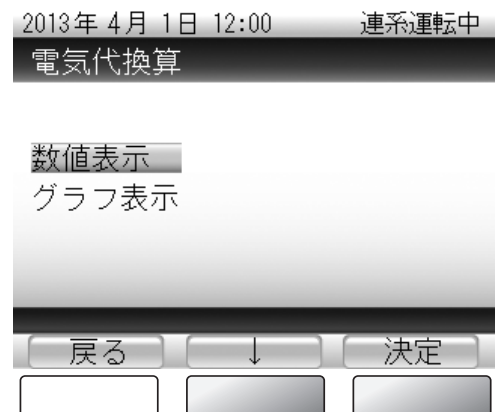 2013年 4月 1日 12:00 連系運転中
電気代換算
数値表示
グラフ表示
戻る ↓ 決定